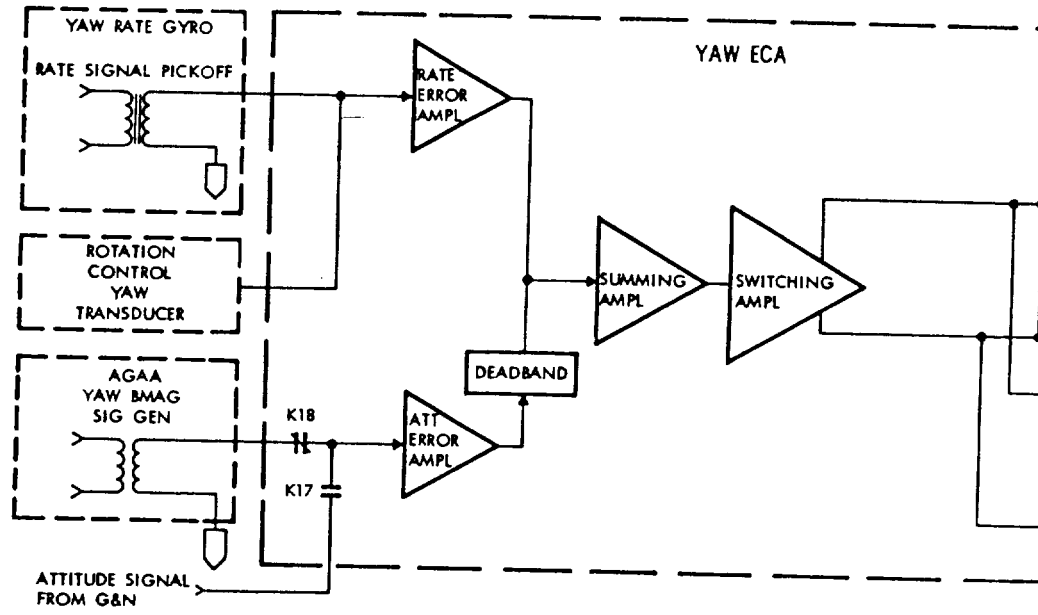 YAW RATE GYRO
RATE SIGNAL PICKOFF
YAW ECA
RATE
ERROR
AMPL
ROTATION
CONTROL
YAW
TRANSDUCER
SUMMING
AMPL
SWITCHING
AMPL
DEADBAND
AGAA
YAW BMAG
SIG GEN
K18
K17
ATT
ERROR
AMPL
ATTITUDE SIGNAL
FROM G&N